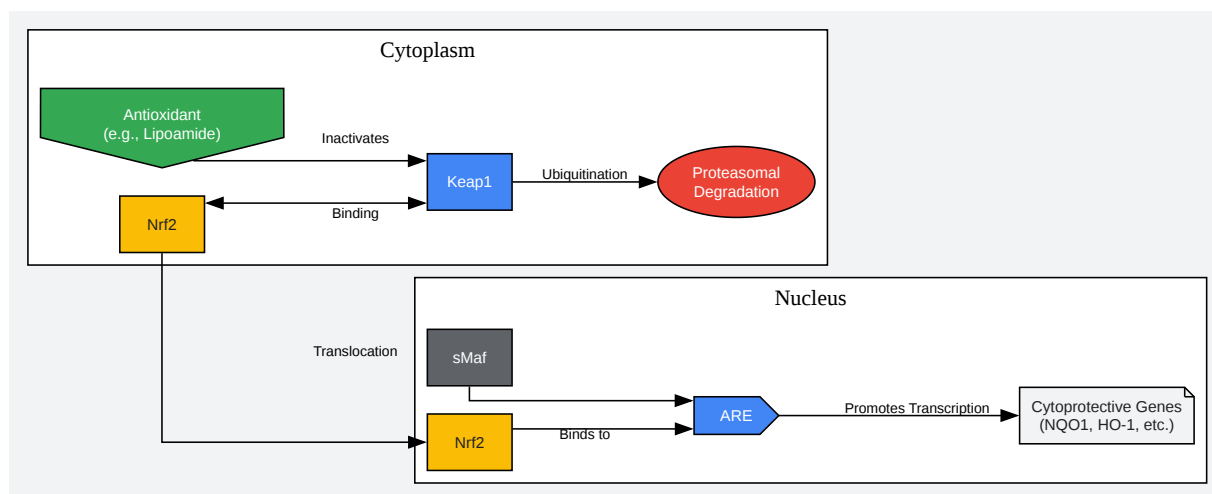 Cytoplasm
Antioxidant
(e.g., Lipoamide)
Inactivates
Keap1
Ubiquitination
Proteasomal
Degradation
Nrf2
Binding
Nucleus
Translocation
sMaf
ARE
Promotes Transcription
Cytoprotective Genes
(NQO1, HO-1, etc.)
Nrf2
Binds to